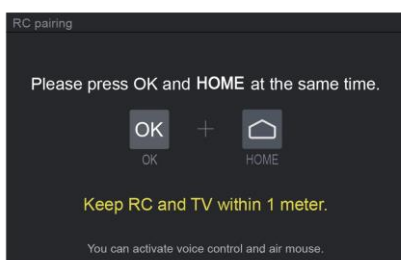 RC pairing
Please press OK and HOME at the same time.
OK + HOME
OK
HOME
Keep RC and TV within 1 meter.
You can activate voice control and air mouse.